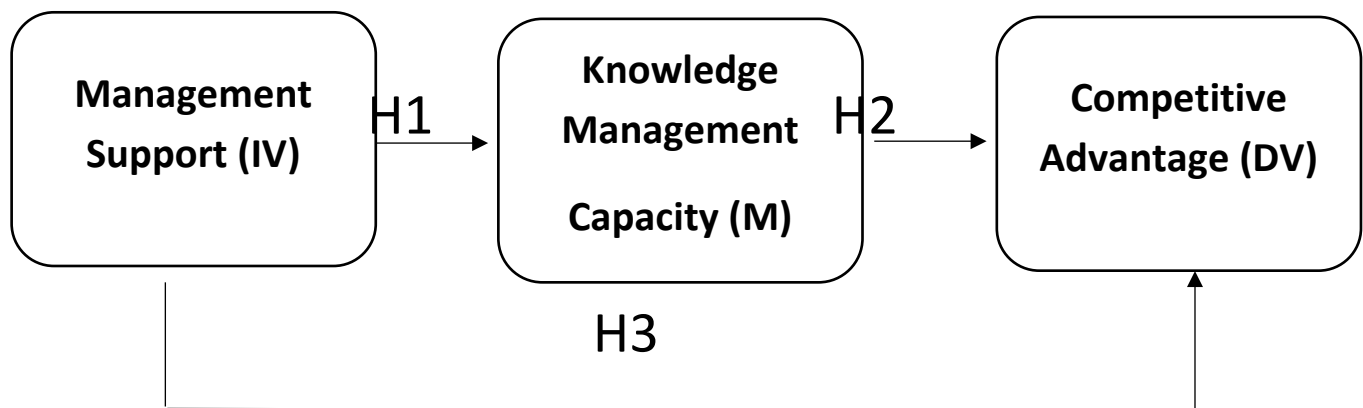 Management
Support (IV)
H1
Knowledge
Management
Capacity (M)
H2
Competitive
Advantage (DV)
H3